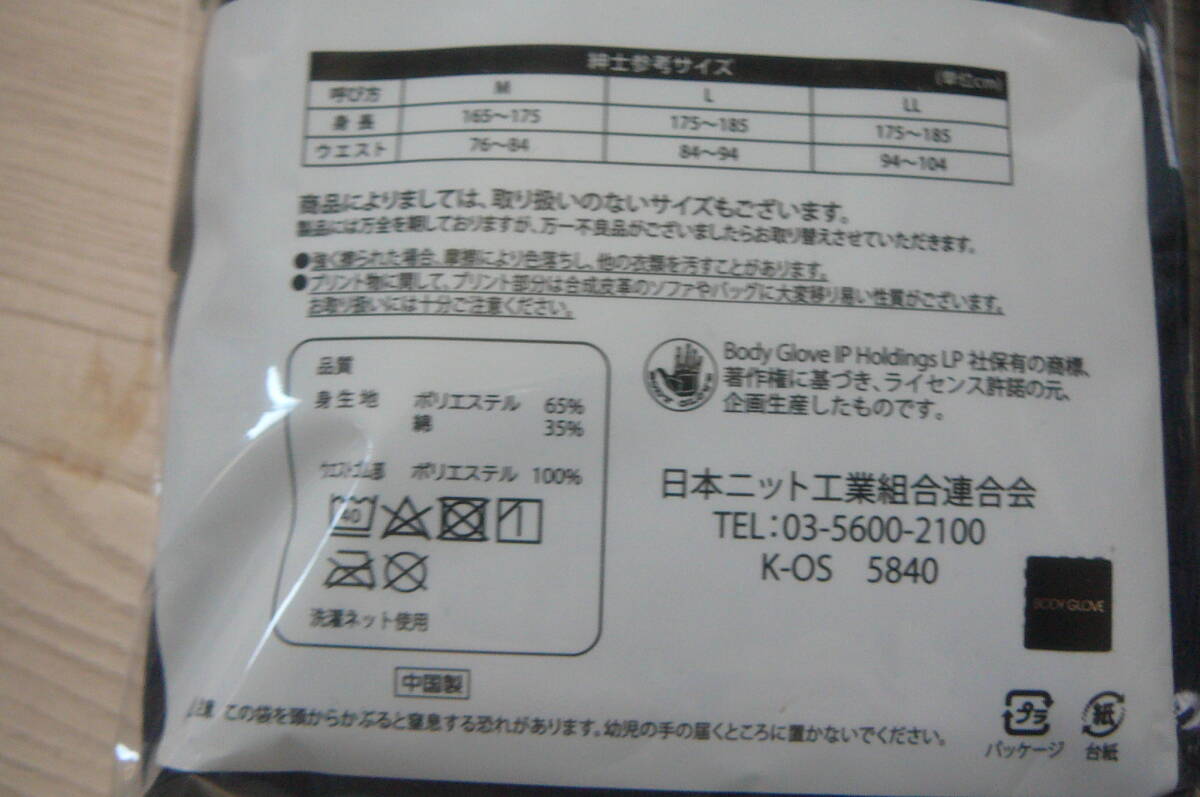 紳士参考サイズ (単位cm)
呼び方 M L LL
身長 165〜175 175〜185 175〜185
ウエスト 76〜84 84〜94 94〜104
商品によりましては、取り扱いのないサイズもございます。
製品には万全を期しておりますが、万一不良品がございましたらお取り替えさせていただきます。
●強く擦られた場合、摩擦により色落ちし、他の衣類を汚すことがあります。
●プリント物に関して、プリント部分は合成皮革のソファやバッグに大変移り易い性質がございます。
お取り扱いには十分ご注意ください。
品質
身生地 ポリエステル 65%
綿 35%
ウエストゴム部 ポリエステル 100%
40
洗濯ネット使用
Body Glove IP Holdings LP 社保有の商標、
著作権に基づき、ライセンス許諾の元、
企画生産したものです。
日本ニット工業組合連合会
TEL:03-5600-2100
K-OS 5840
BODY GLOVE
中国製
注意 この袋を頭からかぶると窒息する恐れがあります。幼児の手の届くところに置かないでください。
プラ
パッケージ
紙
台紙